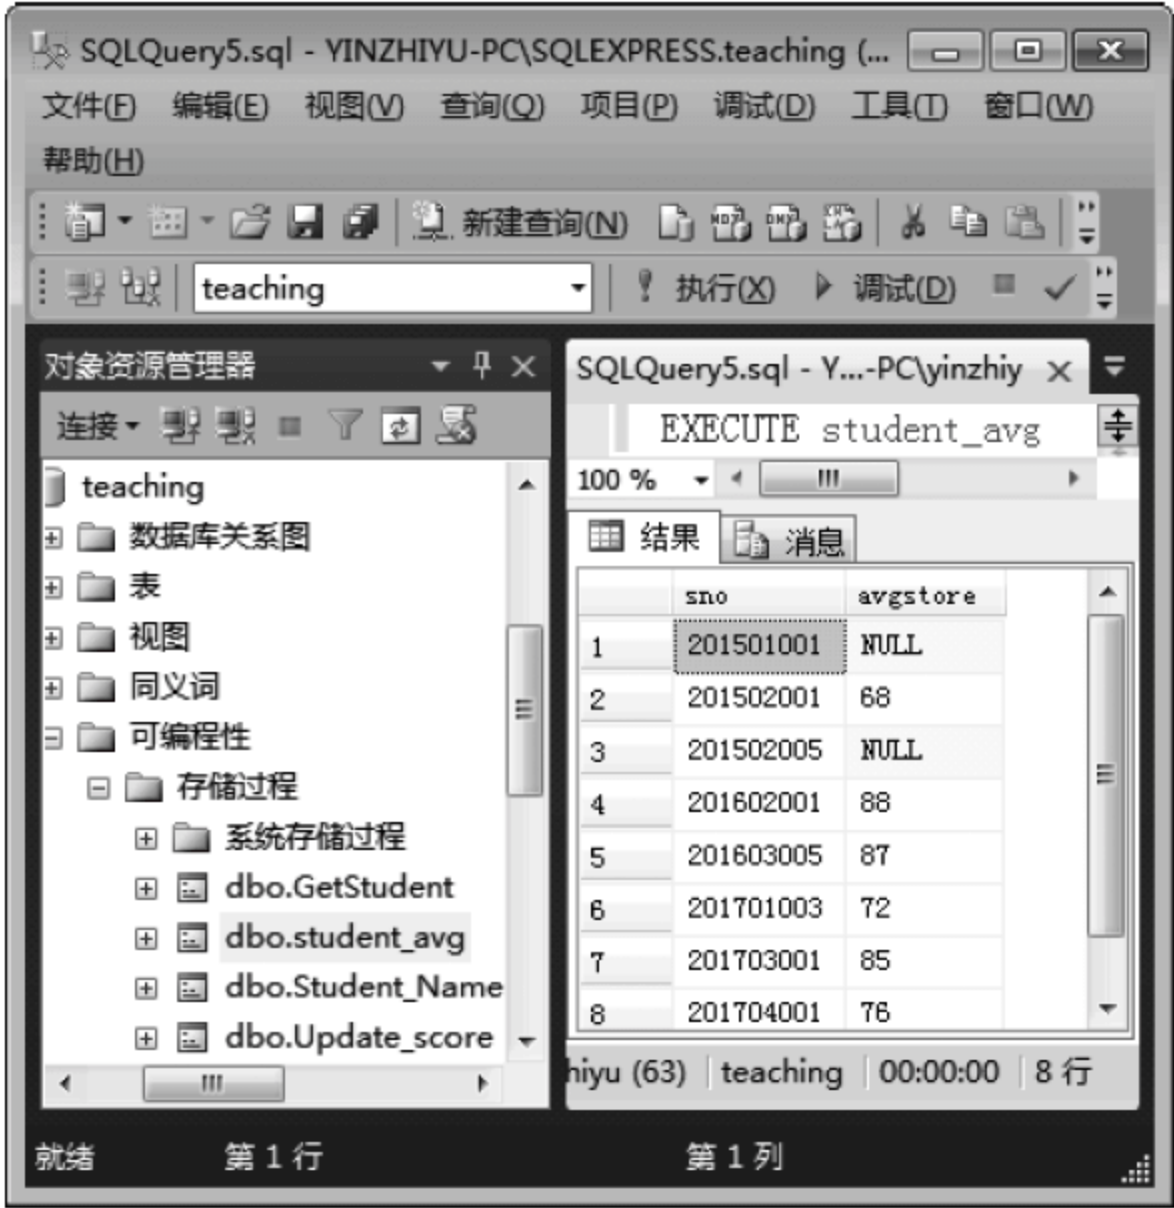 SQLQuery5.sql - YINZHIYU-PC\SQLEXPRESS.teaching (...
文件(F) 编辑(E) 视图(V) 查询(Q) 项目(P) 调试(D) 工具(T) 窗口(W)
帮助(H)
新建查询(N)
teaching 执行(X) 调试(D)
对象资源管理器
连接
teaching
数据库关系图
表
视图
同义词
可编程性
存储过程
系统存储过程
dbo.GetStudent
dbo.student_avg
dbo.Student_Name
dbo.Update_score
SQLQuery5.sql - Y...-PC\yinzhiy
EXECUTE student_avg
100 %
结果 消息
sno avgstore
1 201501001 NULL
2 201502001 68
3 201502005 NULL
4 201602001 88
5 201603005 87
6 201701003 72
7 201703001 85
8 201704001 76
hiyu (63) teaching 00:00:00 8 行
就绪 第 1 行 第 1 列